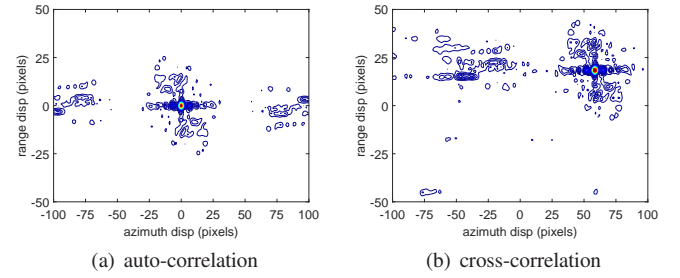 50
25
0
-25
-50
range disp (pixels)
-100 -75 -50 -25 0 25 50 75 100
azimuth disp (pixels)
(a) auto-correlation
50
25
0
-25
-50
range disp (pixels)
-100 -75 -50 -25 0 25 50 75 100
azimuth disp (pixels)
(b) cross-correlation